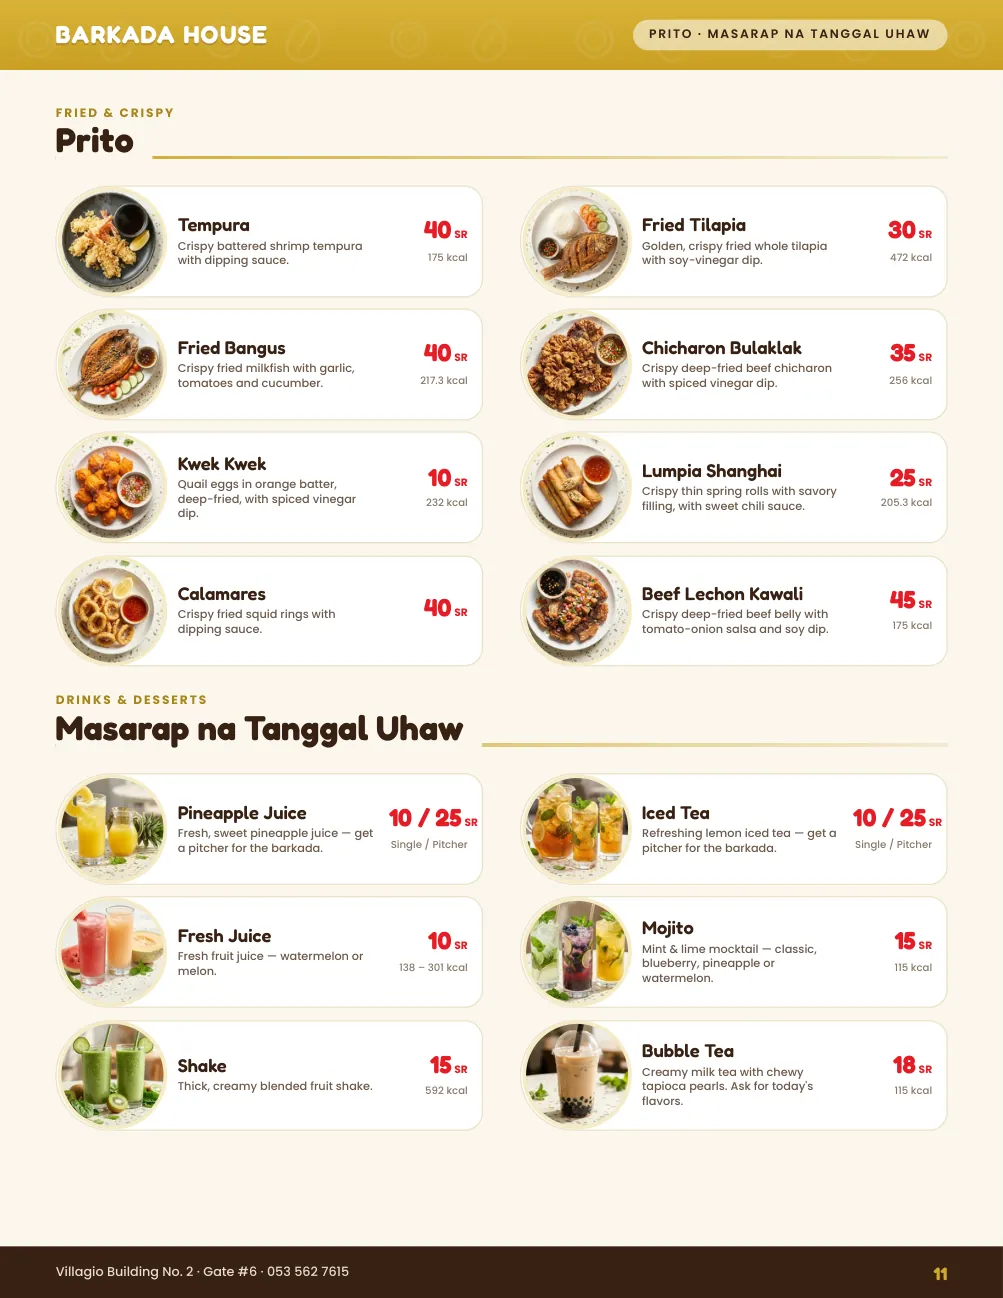 BARKADA HOUSE
PRITO · MASARAP NA TANGGAL UHAW
FRIED & CRISPY
Prito
Tempura
Crispy battered shrimp tempura
with dipping sauce.
40 SR
175 kcal
Fried Tilapia
Golden, crispy fried whole tilapia
with soy-vinegar dip.
30 SR
472 kcal
Fried Bangus
Crispy fried milkfish with garlic,
tomatoes and cucumber.
40 SR
217.3 kcal
Chicharon Bulaklak
Crispy deep-fried beef chicharon
with spiced vinegar dip.
35 SR
256 kcal
Kwek Kwek
Quail eggs in orange batter,
deep-fried, with spiced vinegar
dip.
10 SR
232 kcal
Lumpia Shanghai
Crispy thin spring rolls with savory
filling, with sweet chili sauce.
25 SR
205.3 kcal
Calamares
Crispy fried squid rings with
dipping sauce.
40 SR
Beef Lechon Kawali
Crispy deep-fried beef belly with
tomato-onion salsa and soy dip.
45 SR
175 kcal
DRINKS & DESSERTS
Masarap na Tanggal Uhaw
Pineapple Juice
Fresh, sweet pineapple juice — get
a pitcher for the barkada.
10 / 25 SR
Single / Pitcher
Iced Tea
Refreshing lemon iced tea — get a
pitcher for the barkada.
10 / 25 SR
Single / Pitcher
Fresh Juice
Fresh fruit juice — watermelon or
melon.
10 SR
138 – 301 kcal
Mojito
Mint & lime mocktail — classic,
blueberry, pineapple or
watermelon.
15 SR
115 kcal
Shake
Thick, creamy blended fruit shake.
15 SR
592 kcal
Bubble Tea
Creamy milk tea with chewy
tapioca pearls. Ask for today's
flavors.
18 SR
115 kcal
Villagio Building No. 2 · Gate #6 · 053 562 7615
11